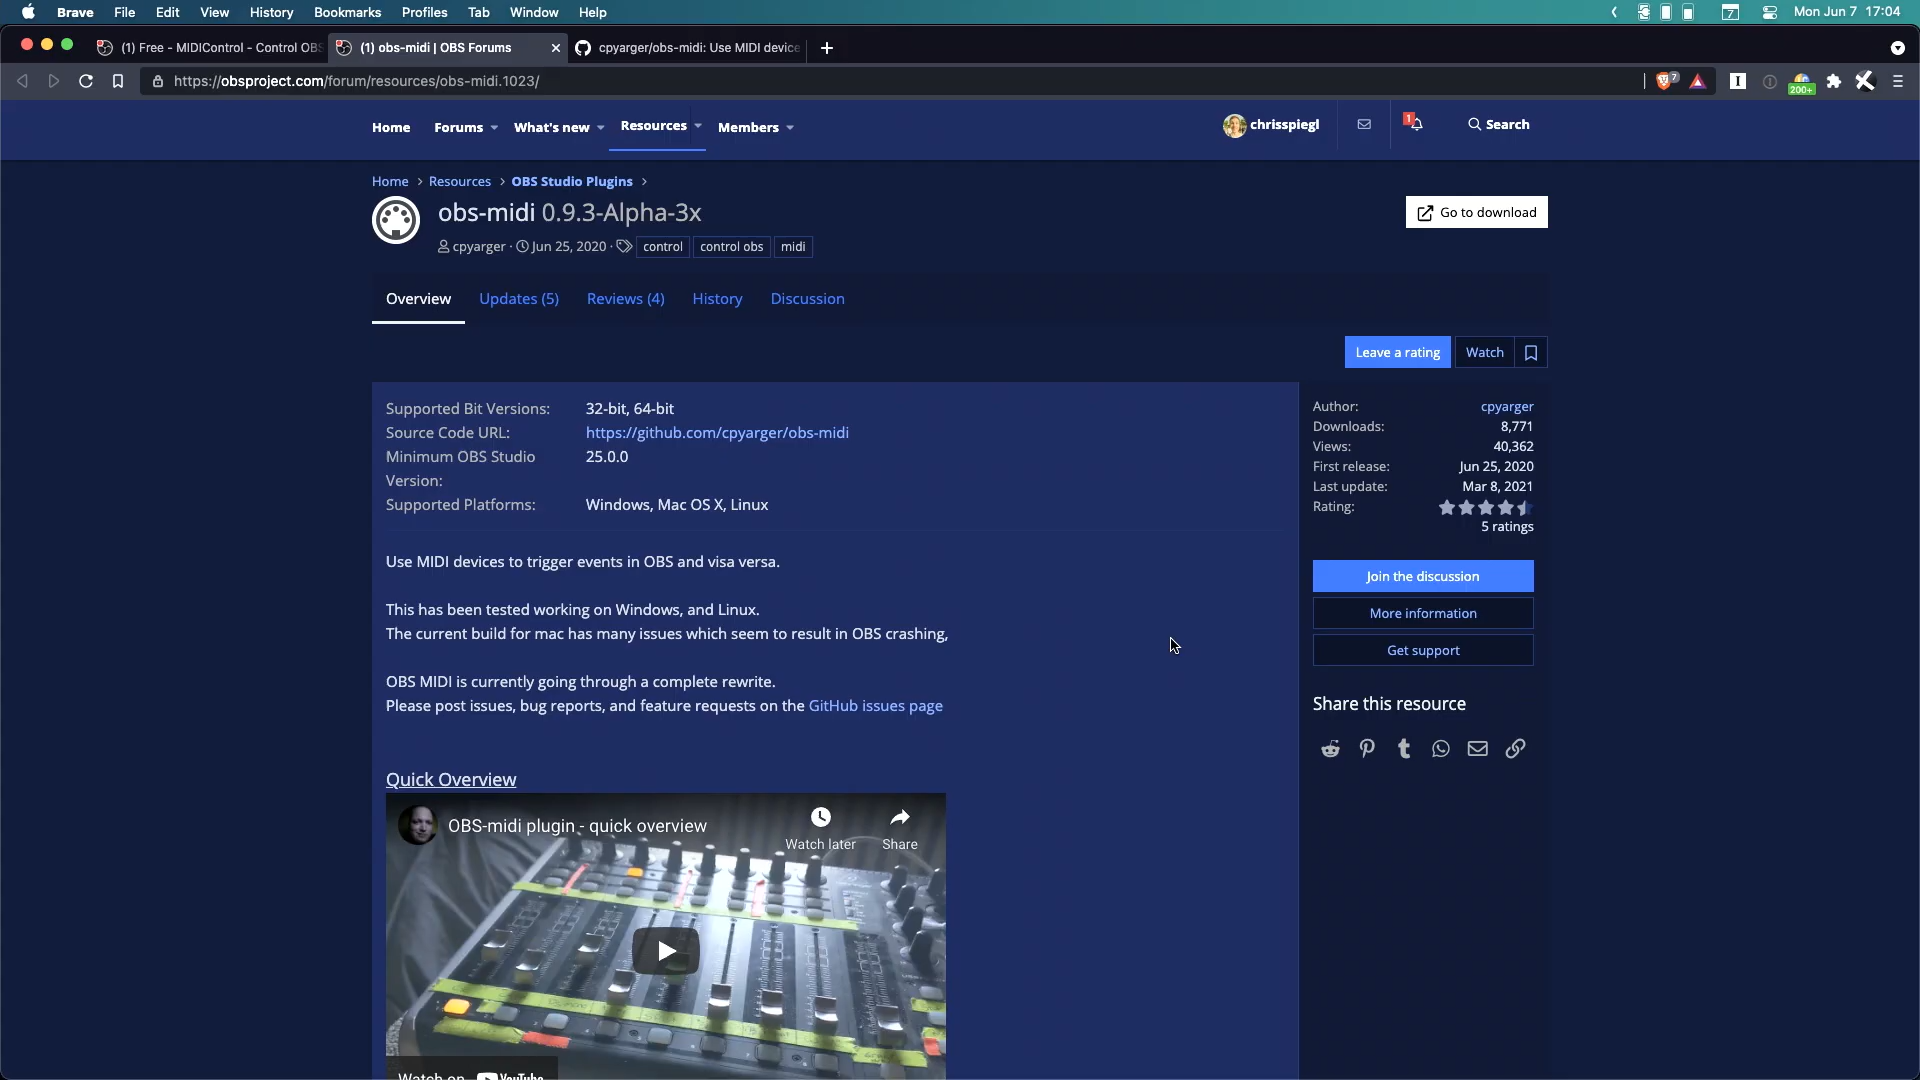 Brave File Edit View History Bookmarks Profiles Tab Window Help
7 Mon Jun 7 17:04
(1) Free - MIDIControl - Control OBS
(1) obs-midi | OBS Forums
cpyarger/obs-midi: Use MIDI device
https://obsproject.com/forum/resources/obs-midi.1023/
7
200+
Home Forums What's new Resources Members
chrisspiegl
1
Search
Home > Resources > OBS Studio Plugins >
obs-midi 0.9.3-Alpha-3x
Go to download
cpyarger · Jun 25, 2020 · control control obs midi
Overview Updates (5) Reviews (4) History Discussion
Leave a rating Watch
Supported Bit Versions: 32-bit, 64-bit
Source Code URL: https://github.com/cpyarger/obs-midi
Minimum OBS Studio Version: 25.0.0
Supported Platforms: Windows, Mac OS X, Linux
Use MIDI devices to trigger events in OBS and visa versa.
This has been tested working on Windows, and Linux.
The current build for mac has many issues which seem to result in OBS crashing,
OBS MIDI is currently going through a complete rewrite.
Please post issues, bug reports, and feature requests on the GitHub issues page
Quick Overview
OBS-midi plugin - quick overview
Watch later
Share
Watch on YouTube
Author: cpyarger
Downloads: 8,771
Views: 40,362
First release: Jun 25, 2020
Last update: Mar 8, 2021
Rating:
5 ratings
Join the discussion
More information
Get support
Share this resource